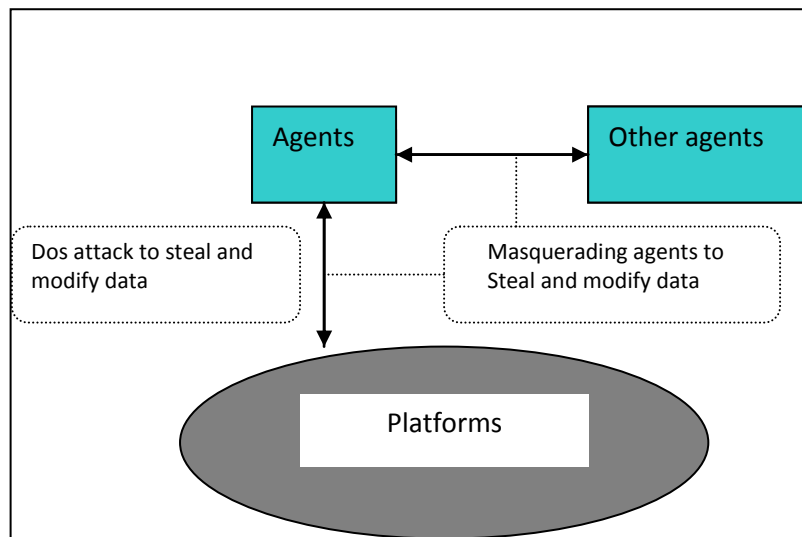 Agents
Other agents
Dos attack to steal and
modify data
Masquerading agents to
Steal and modify data
Platforms